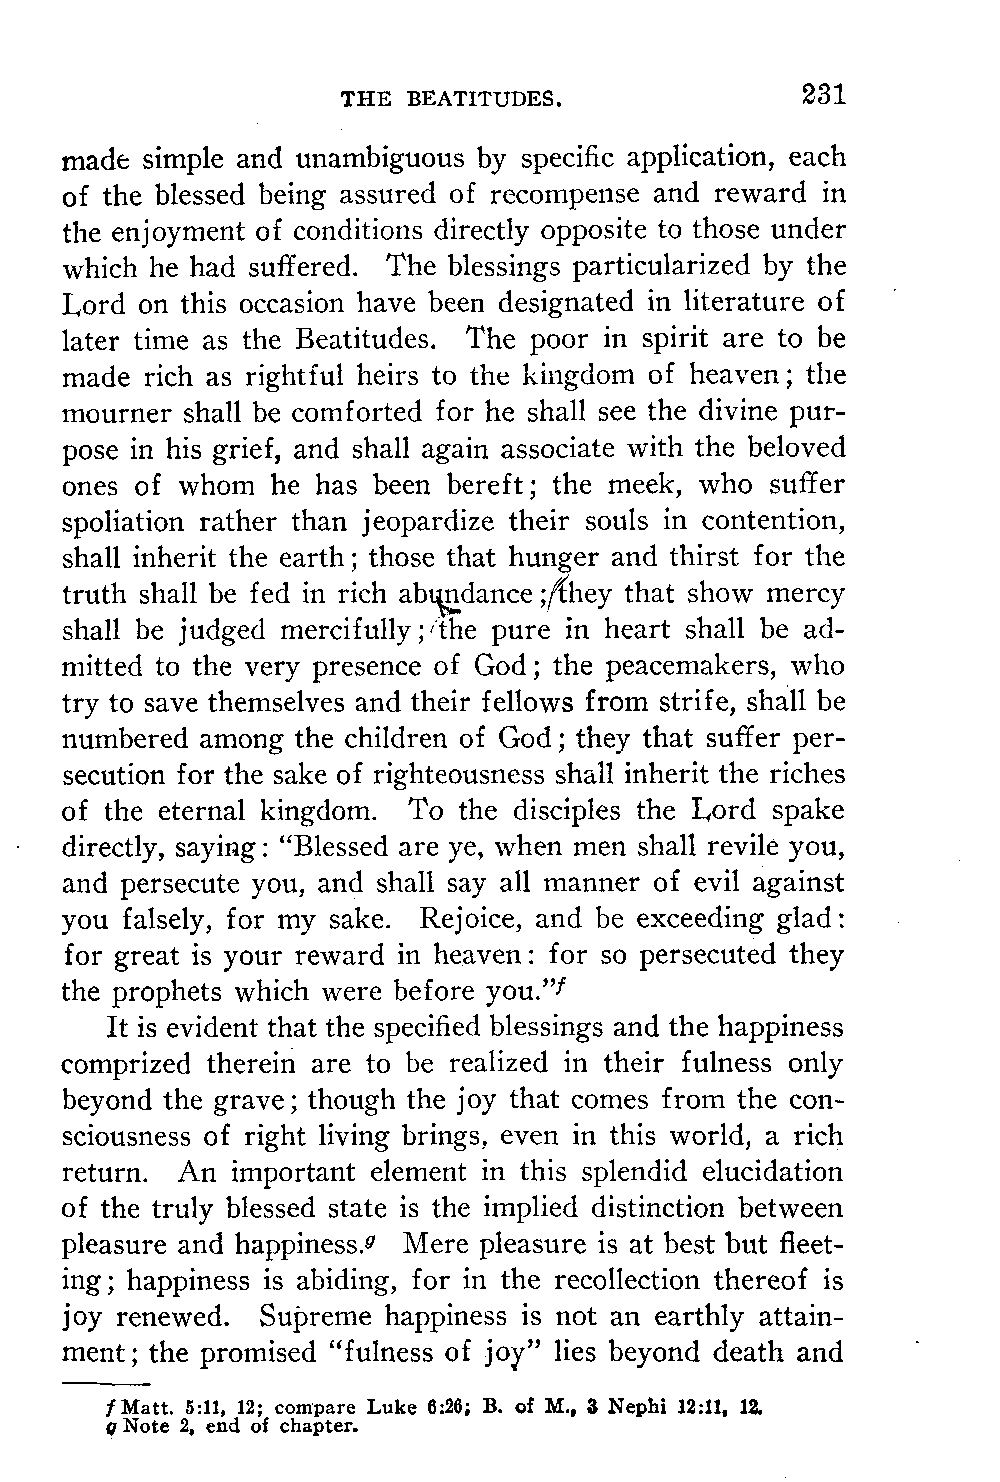 THE BEATITUDES. 231
made simple and unambiguous by specific application, each
of the blessed being assured of recompense and reward in
the enjoyment of conditions directly opposite to those under
which he had suffered. The blessings particularized by the
Lord on this occasion have been designated in literature of
later time as the Beatitudes. The poor in spirit are to be
made rich as rightful heirs to the kingdom of heaven; the
mourner shall be comforted for he shall see the divine pur-
pose in his grief, and shall again associate with the beloved
ones of whom he has been bereft; the meek, who suffer
spoliation rather than jeopardize their souls in contention,
shall inherit the earth; those that hunger and thirst for the
truth shall be fed in rich abundance; they that show mercy
shall be judged mercifully; the pure in heart shall be ad-
mitted to the very presence of God; the peacemakers, who
try to save themselves and their fellows from strife, shall be
numbered among the children of God; they that suffer per-
secution for the sake of righteousness shall inherit the riches
of the eternal kingdom. To the disciples the Lord spake
directly, saying: “Blessed are ye, when men shall revile you,
and persecute you, and shall say all manner of evil against
you falsely, for my sake. Rejoice, and be exceeding glad:
for great is your reward in heaven: for so persecuted they
the prophets which were before you.”f
It is evident that the specified blessings and the happiness
comprized therein are to be realized in their fulness only
beyond the grave; though the joy that comes from the con-
sciousness of right living brings, even in this world, a rich
return. An important element in this splendid elucidation
of the truly blessed state is the implied distinction between
pleasure and happiness.g Mere pleasure is at best but fleet-
ing; happiness is abiding, for in the recollection thereof is
joy renewed. Supreme happiness is not an earthly attain-
ment; the promised “fulness of joy” lies beyond death and
f Matt. 5:11, 12; compare Luke 6:26; B. of M., 3 Nephi 12:11, 12.
g Note 2, end of chapter.